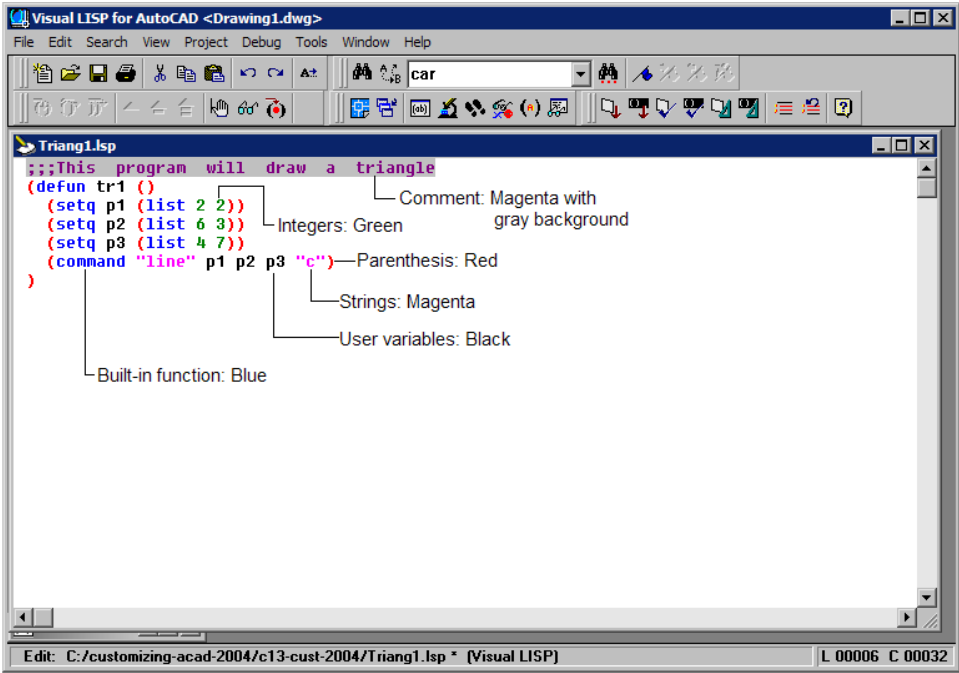 Visual LISP for AutoCAD <Drawing1.dwg>
File Edit Search View Project Debug Tools Window Help
car
Triang1.lsp
;;;This program will draw a triangle
(defun tr1 ()
Comment: Magenta with
gray background
(setq p1 (list 2 2))
(setq p2 (list 6 3))
Integers: Green
(setq p3 (list 4 7))
(command "line" p1 p2 p3 "c")
Parenthesis: Red
)
Strings: Magenta
User variables: Black
Built-in function: Blue
Edit: C:/customizing-acad-2004/c13-cust-2004/Triang1.lsp * (Visual LISP)
L 00006 C 00032